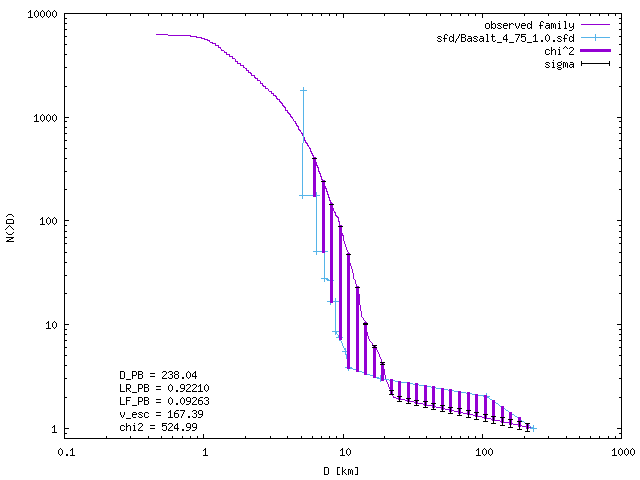 10000
1000
100
10
1
N(>D)
observed family
sfd/Basalt_4_75_1.0.sfd
chi^2
sigma
D_PB = 238.04
LR_PB = 0.92210
LF_PB = 0.09263
v_esc = 167.39
chi2 = 524.99
0.1 1 10 100 1000
D [km]